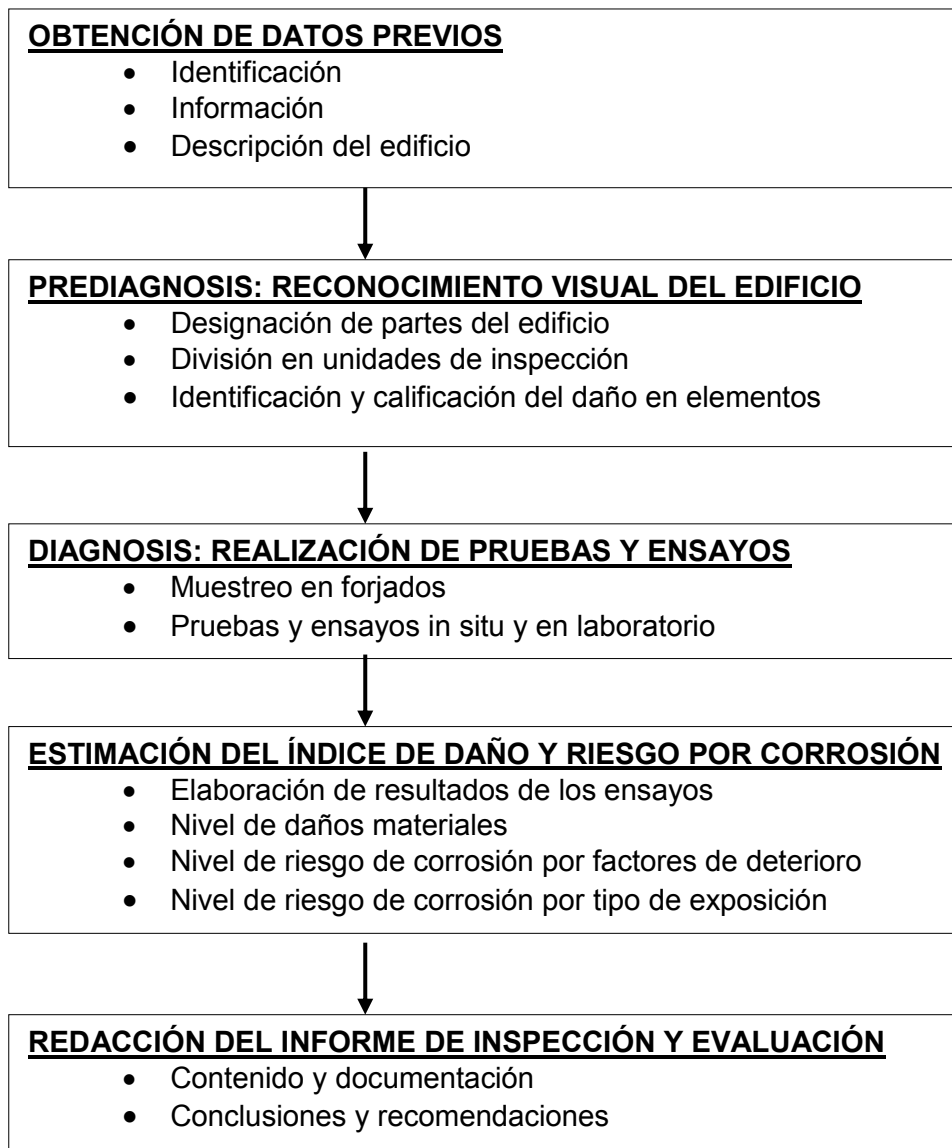 OBTENCIÓN DE DATOS PREVIOS
• Identificación
• Información
• Descripción del edificio
PREDIAGNOSIS: RECONOCIMIENTO VISUAL DEL EDIFICIO
• Designación de partes del edificio
• División en unidades de inspección
• Identificación y calificación del daño en elementos
DIAGNOSIS: REALIZACIÓN DE PRUEBAS Y ENSAYOS
• Muestreo en forjados
• Pruebas y ensayos in situ y en laboratorio
ESTIMACIÓN DEL ÍNDICE DE DAÑO Y RIESGO POR CORROSIÓN
• Elaboración de resultados de los ensayos
• Nivel de daños materiales
• Nivel de riesgo de corrosión por factores de deterioro
• Nivel de riesgo de corrosión por tipo de exposición
REDACCIÓN DEL INFORME DE INSPECCIÓN Y EVALUACIÓN
• Contenido y documentación
• Conclusiones y recomendaciones